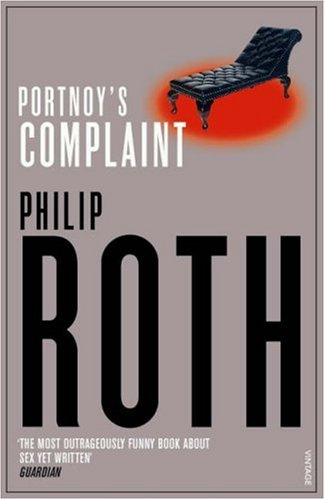 PORTNOY'S
COMPLAINT
PHILIP
ROTH
'THE MOST OUTRAGEOUSLY FUNNY BOOK ABOUT
SEX YET WRITTEN'
GUARDIAN
VINTAGE